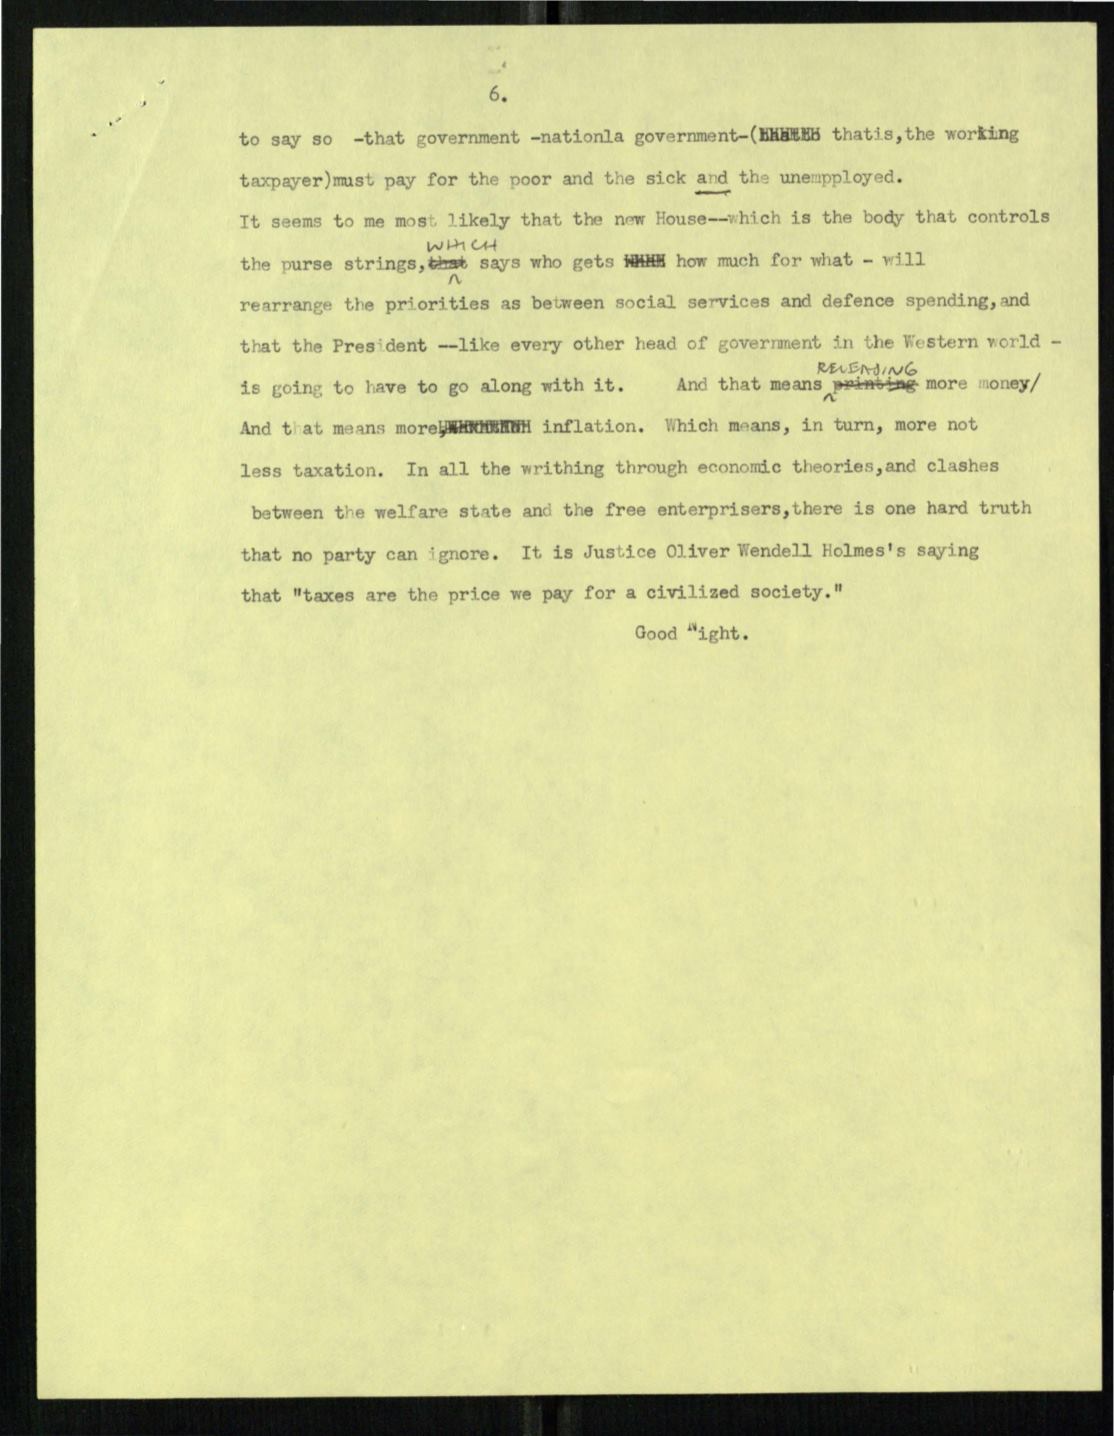 6.
to say so -that government -nationla government-( thatis,the working
taxpayer)must pay for the poor and the sick and the unempployed.
It seems to me most likely that the new House--which is the body that controls
WHICH
the purse strings,that says who gets how much for what - will
rearrange the priorities as between social services and defence spending,and
that the President --like every other head of government in the Western world -
RELEASING
is going to have to go along with it. And that means printing more money/
And that means more, inflation. Which means, in turn, more not
less taxation. In all the writhing through economic theories,and clashes
between the welfare state and the free enterprisers,there is one hard truth
that no party can ignore. It is Justice Oliver Wendell Holmes's saying
that "taxes are the price we pay for a civilized society."
Good Night.